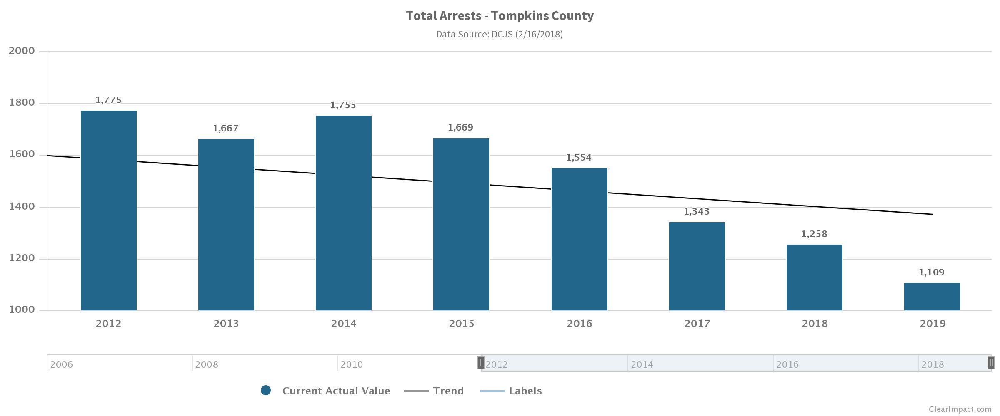 Total Arrests - Tompkins County
Data Source: DCJS (2/16/2018)
2000
1800
1600
1400
1200
1000
1,775
1,667
1,755
1,669
1,554
1,343
1,258
1,109
2012 2013 2014 2015 2016 2017 2018 2019
2006 2008 2010 2012 2014 2016 2018
Current Actual Value Trend Labels
ClearImpact.com